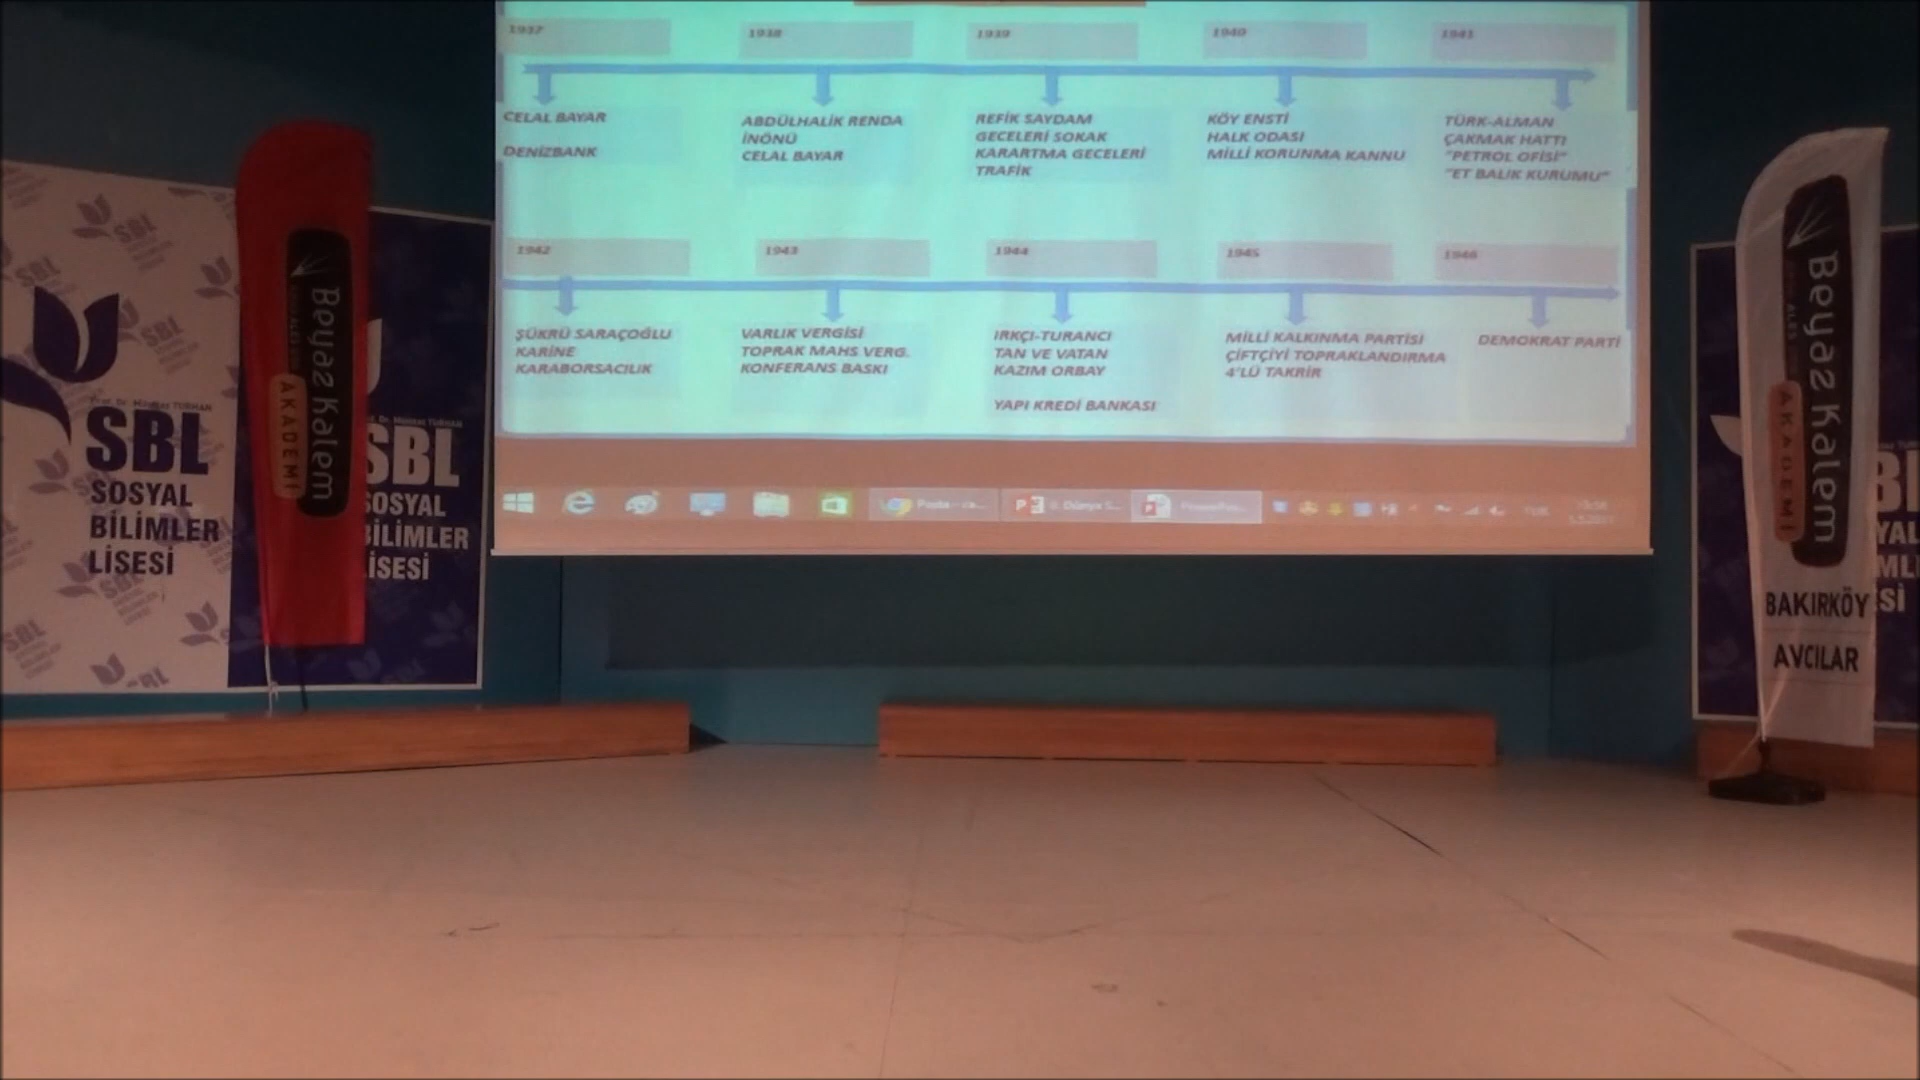 1937
1938
1939
1940
1941
CELAL BAYAR
DENİZBANK
ABDÜLHALİK RENDA
İNÖNÜ
CELAL BAYAR
REFİK SAYDAM
GECELERİ SOKAK
KARARTMA GECELERİ
TRAFİK
KÖY ENSTİ
HALK ODASI
MİLLİ KORUNMA KANNU
TÜRK-ALMAN
ÇAKMAK HATTI
"PETROL OFİSİ"
"ET BALIK KURUMU"
1942
1943
1944
1945
1946
ŞÜKRÜ SARAÇOĞLU
KARİNE
KARABORSACILIK
VARLIK VERGİSİ
TOPRAK MAHS VERG.
KONFERANS BASKI
IRKÇI-TURANCI
TAN VE VATAN
KAZIM ORBAY
YAPI KREDİ BANKASI
MİLLİ KALKINMA PARTİSİ
ÇİFTÇİYİ TOPRAKLANDIRMA
4'LÜ TAKRİR
DEMOKRAT PARTİ
SBL
SOSYAL
BİLİMLER
LİSESİ
Beyaz Kalem
AKADEMİ
SBL
SOSYAL
BİLİMLER
LİSESİ
Beyaz Kalem
AKADEMİ
BAKIRKÖY
AVCILAR